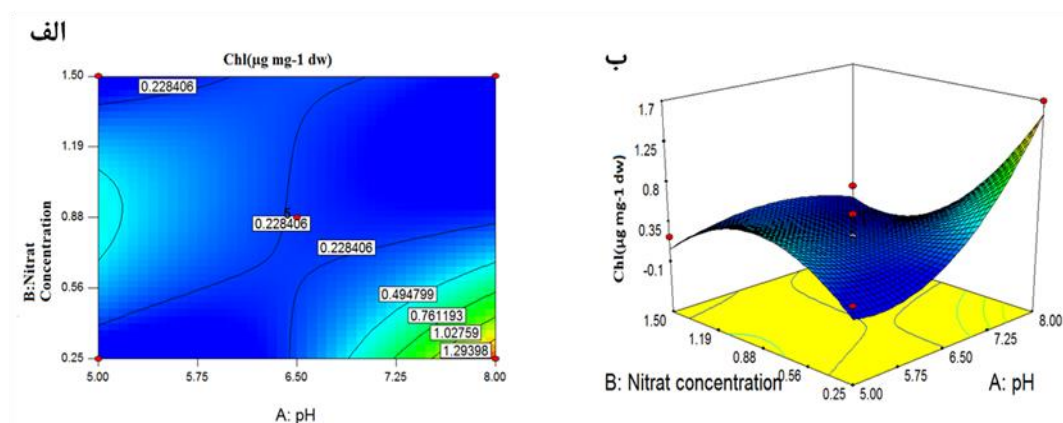 الف
Chl(µg mg-1 dw)
B:Nitrat
Concentration
1.50
1.19
0.88
0.56
0.25
5.00 5.75 6.50 7.25 8.00
A: pH
0.228406
5
0.228406
0.228406
0.494799
0.761193
1.02759
1.29398
ب
Chl(µg mg-1 dw)
1.7
1.25
0.8
0.35
-0.1
1.50
1.19
0.88
0.56
0.25
5.00
5.75
6.50
7.25
8.00
B: Nitrat concentration
A: pH